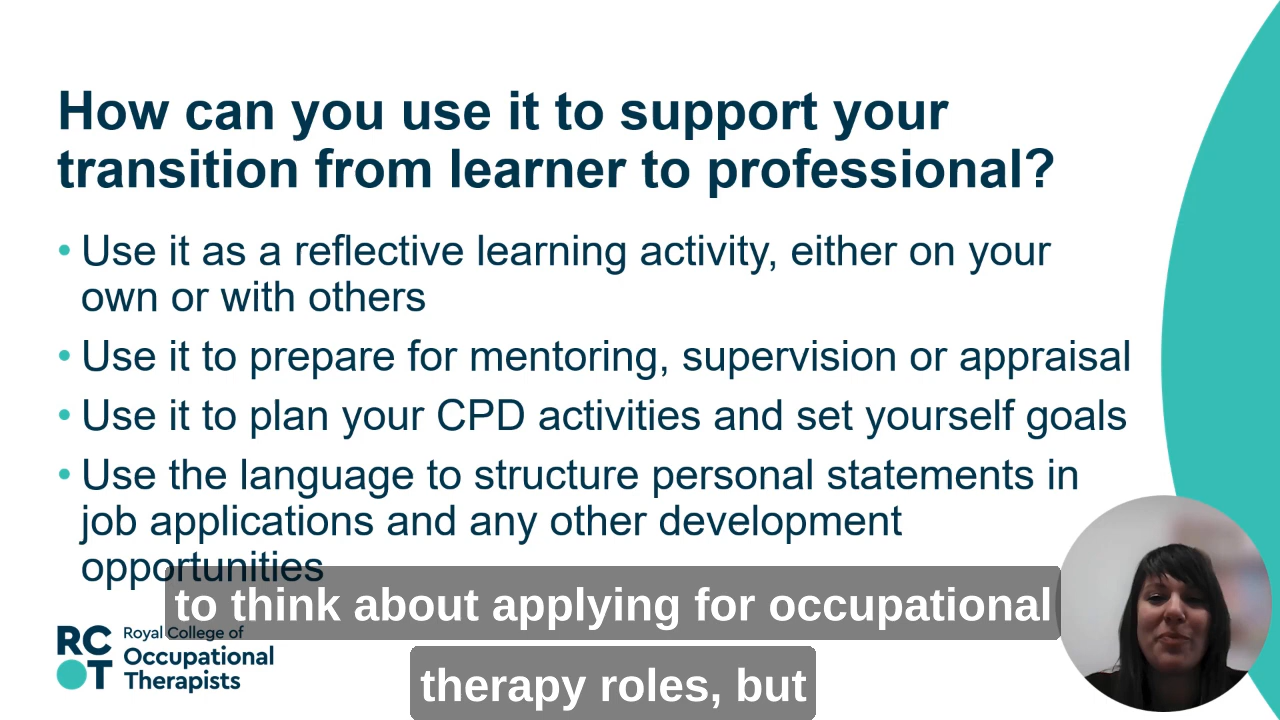 How can you use it to support your
transition from learner to professional?
• Use it as a reflective learning activity, either on your
own or with others
• Use it to prepare for mentoring, supervision or appraisal
• Use it to plan your CPD activities and set yourself goals
• Use the language to structure personal statements in
job applications and any other development
opportunities
to think about applying for occupational
therapy roles, but
RC
OT
Royal College of
Occupational
Therapists